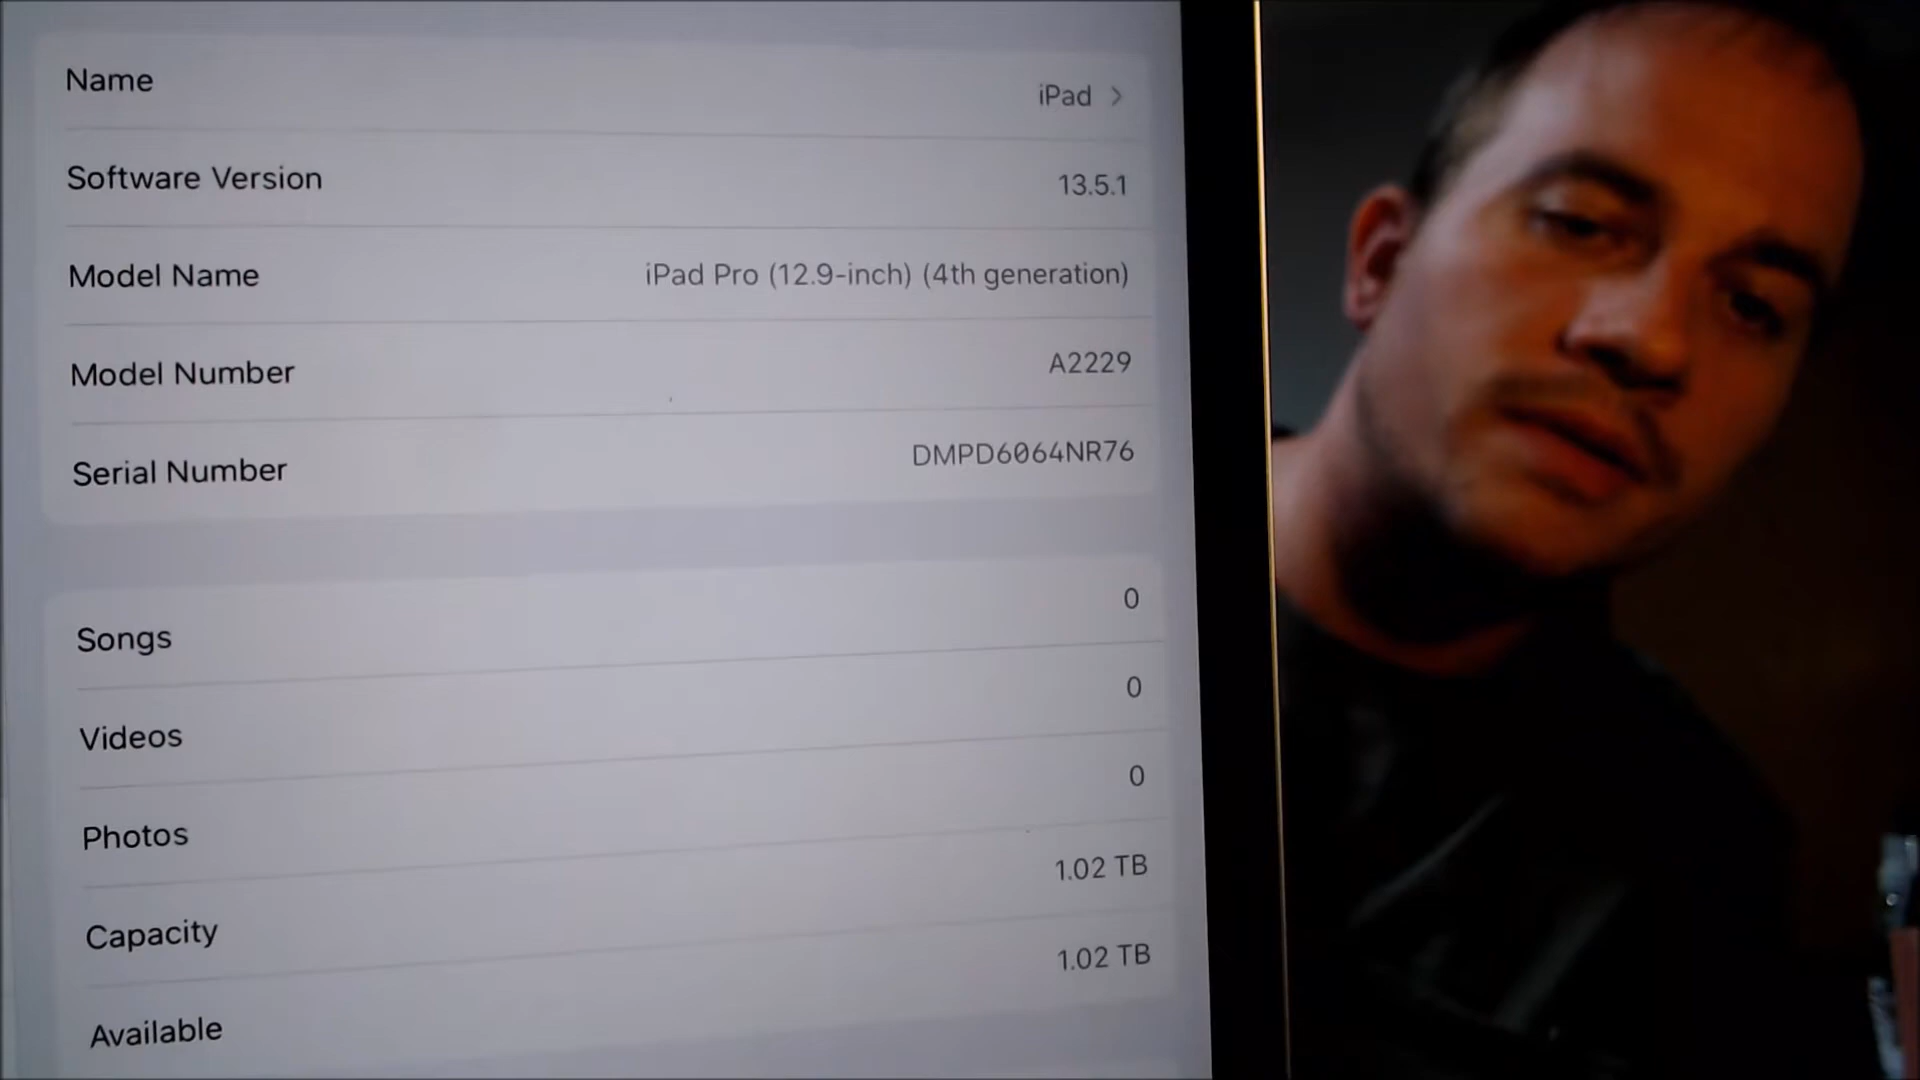 Name iPad
Software Version 13.5.1
Model Name iPad Pro (12.9-inch) (4th generation)
Model Number A2229
Serial Number DMPD6064NR76
Songs 0
Videos 0
Photos 0
Capacity 1.02 TB
Available 1.02 TB